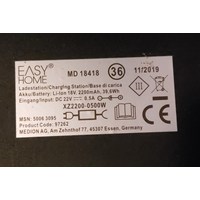 EASY HOME MD 18418 36 11/2019
Ladestation/Charging Station/Base di carica
Akku/Battery: Li-Ion 18V, 2200mAh, 39,6Wh
Eingang/Input: DC 22V 0,5A
XZ2200-0500W
MSN: 5006 3095
Produced/Code: 97262
MEDION AG, Am Zehnthof 77, 45307 Essen, Germany